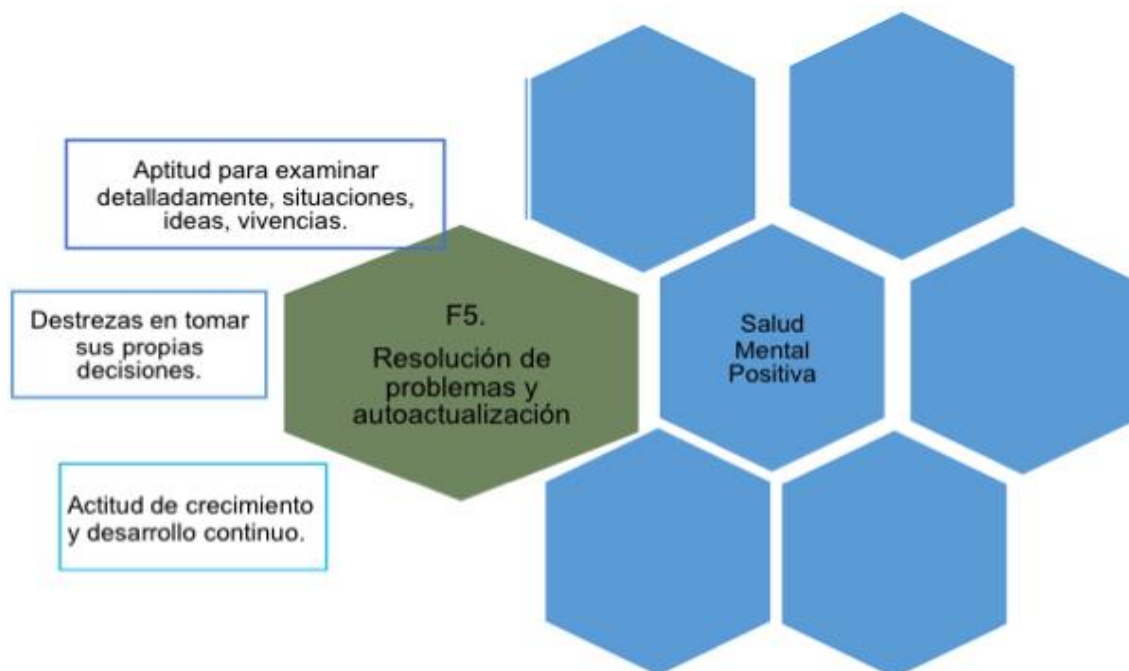 Aptitud para examinar
detalladamente, situaciones,
ideas, vivencias.
Destrezas en tomar
sus propias
decisiones.
Actitud de crecimiento
y desarrollo continuo.
F5.
Resolución de
problemas y
autoactualización
Salud
Mental
Positiva